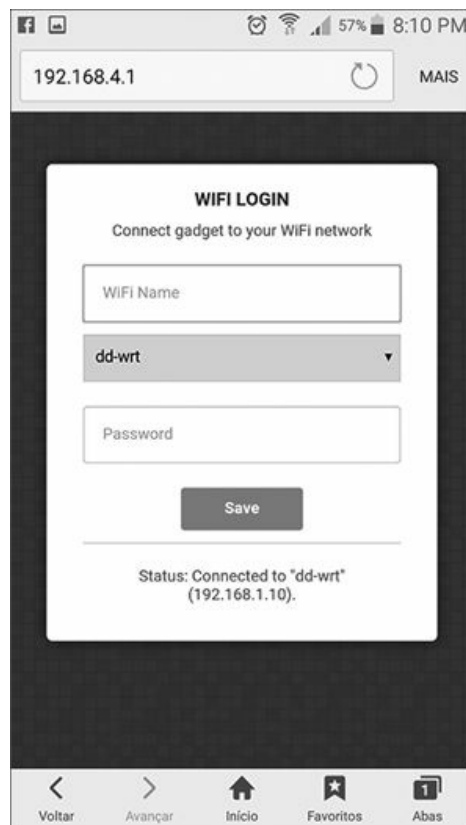 57% 8:10 PM
192.168.4.1 MAIS
WIFI LOGIN
Connect gadget to your WiFi network
WiFi Name
dd-wrt
Password
Save
Status: Connected to "dd-wrt"
(192.168.1.10).
1
Voltar Avançar Início Favoritos Abas